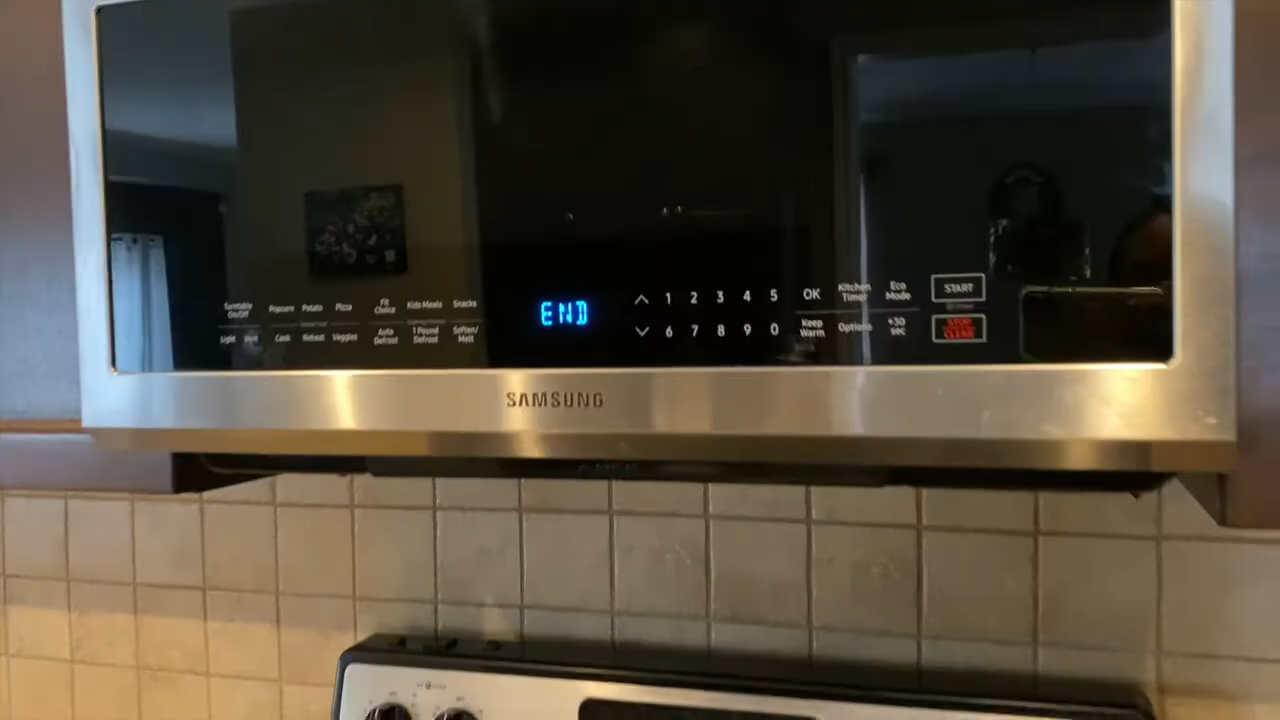 Turntable On/Off
Popcorn
Potato
Pizza
Fit Choice
Kids Meals
Snacks
Light
Cook
Reheat
Veggies
Auto Defrost
1 Pound Defrost
Soften/ Melt
END
1 2 3 4 5
6 7 8 9 0
OK
Kitchen Timer
Eco Mode
START
Keep Warm
Options
+30 sec
STOP
CLEAR
SAMSUNG